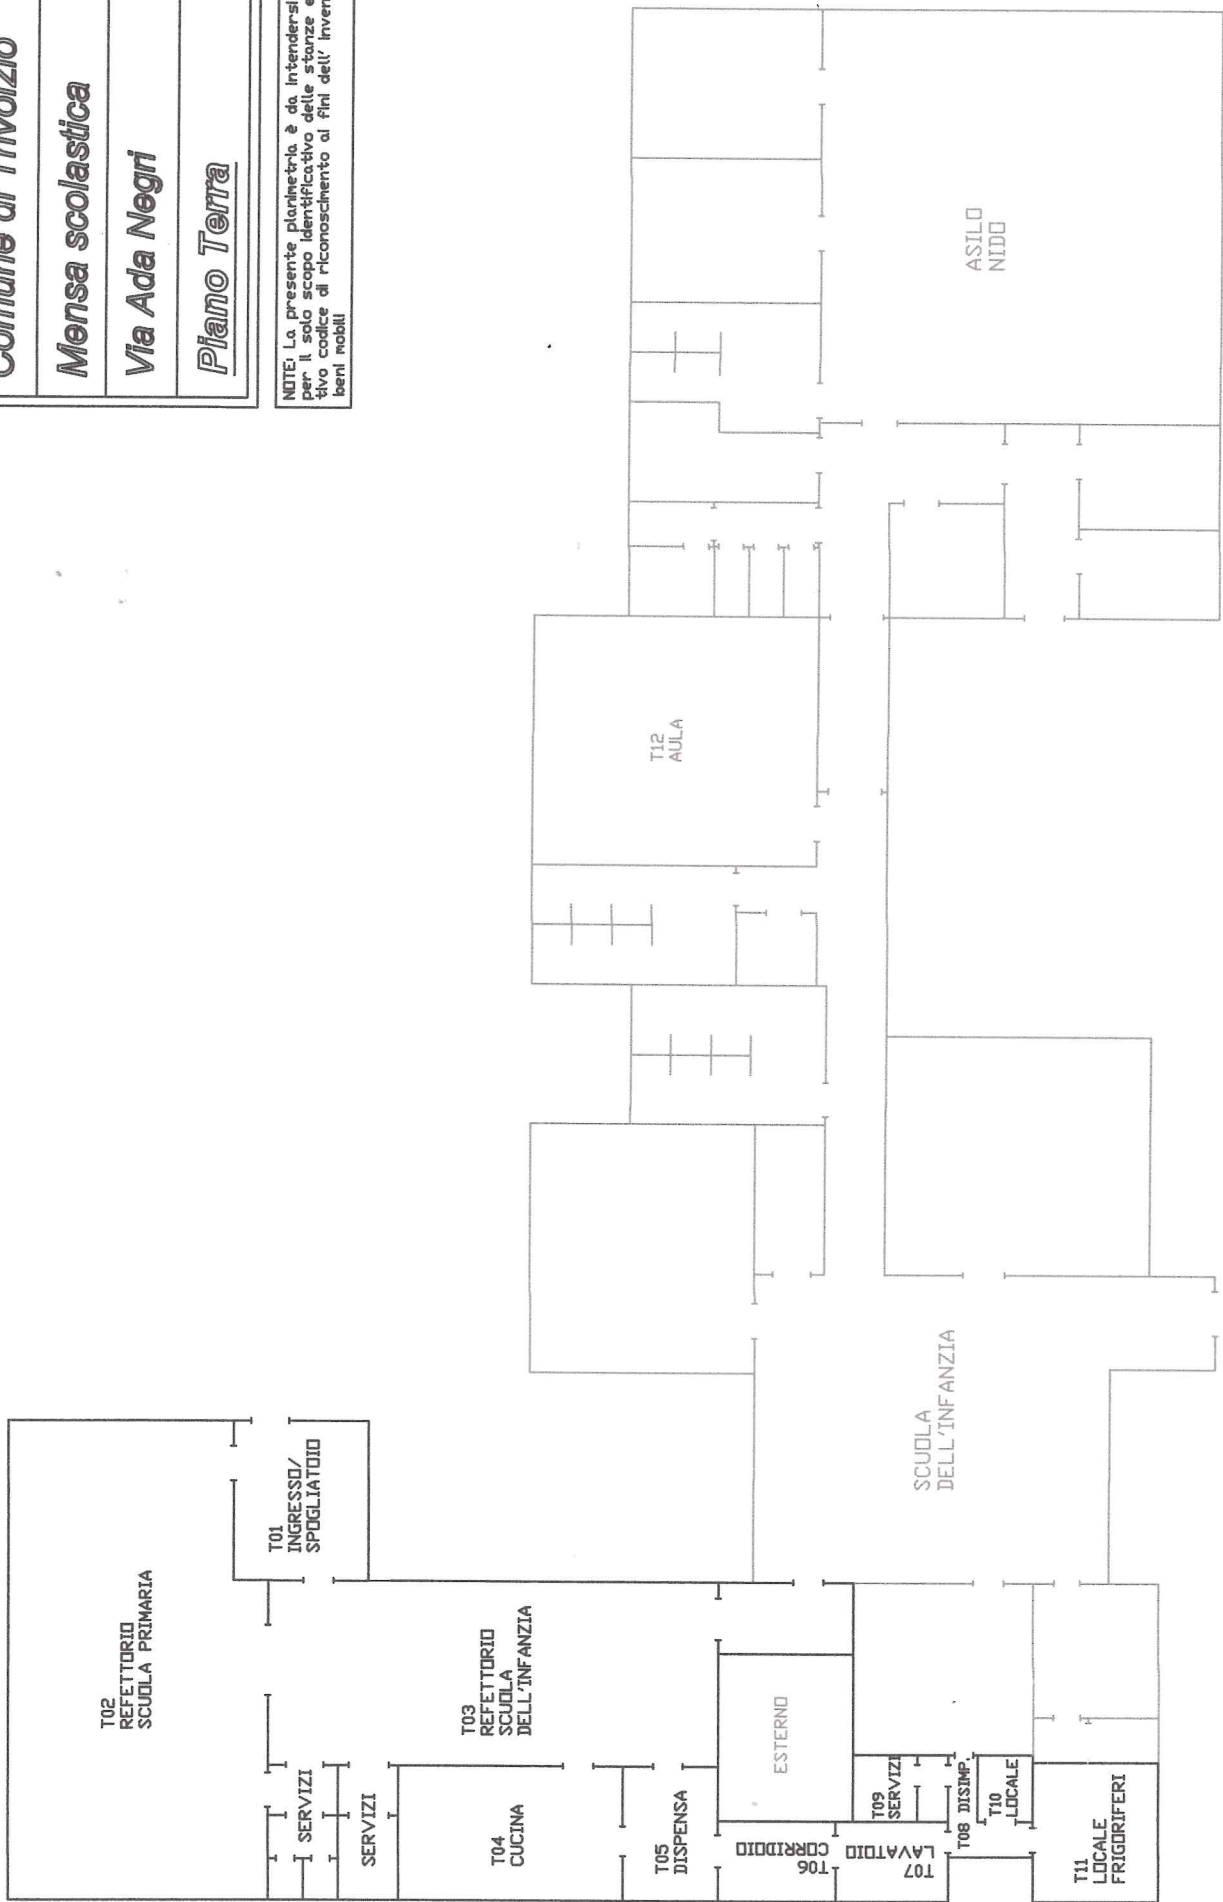 Comune di Trivolzio
Mensa scolastica
Via Ada Negri
Piano Terra
NOTE: La presente planimetria è da intendersi
per il solo scopo identificativo delle stanze e
tivo codice di riconoscimento ai fini dell' inven
beni mobili
T02
REFETTORIO
SCUOLA PRIMARIA
T01
INGRESSO/
SPOGLIATOIO
SERVIZI
SERVIZI
T03
REFETTORIO
SCUOLA
DELL'INFANZIA
T04
CUCINA
T05
DISPENSA
T06
CORRIDOIO
T07
LAVATOIO
ESTERNO
T09
SERVIZI
T08 DISIMP.
T10
LOCALE
T11
LOCALE
FRIGORIFERI
SCUOLA
DELL'INFANZIA
T12
AULA
ASILO
NIDO